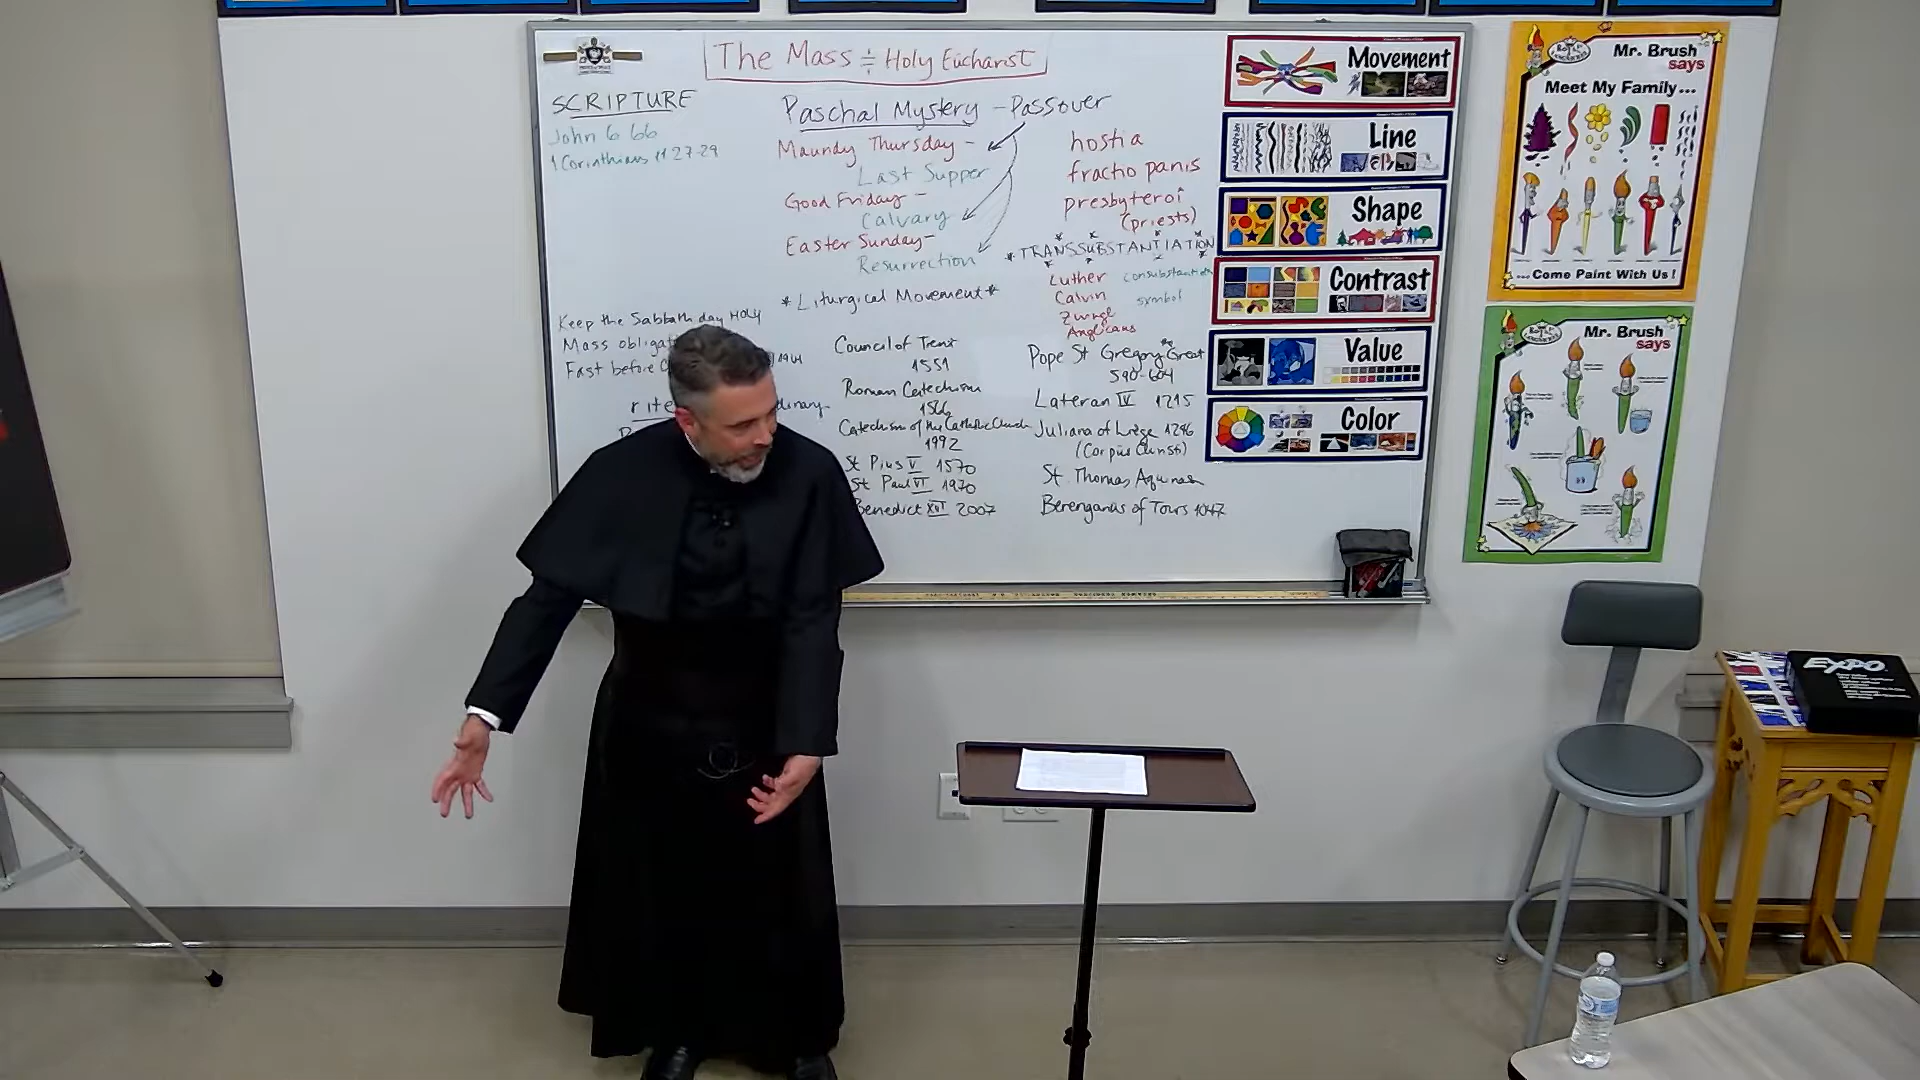 The Mass ÷ Holy Eucharist
SCRIPTURE
John 6 66
1 Corinthians 11 27-29
Keep the Sabbath day HOLY
Mass obligat
1964
Fast before C
rite
dinary
Paschal Mystery - Passover
Maundy Thursday -
Last Supper
Good Friday -
Calvary
Easter Sunday-
Resurrection
*Liturgical Movement*
Council of Trent
1551
Roman Catechism
1566
Catechism of the Catholic Church
1992
St Pius V 1570
St Paul VI 1970
Benedict XVI 2007
hostia
fractio panis
presbyteroi
(priests)
*TRANSSUBSTANTIATION
Luther
Calvin symbol
Zwingli
Anglicans
Pope St Gregory Great
590-604
Lateran IV 1215
Juliana of Liège 1246
(Corpus Christi)
St. Thomas Aquinas
Berengarius of Tours 1047
Movement
Line
Shape
Contrast
Value
Color
Mr. Brush
says
Meet My Family...
...Come Paint With Us!
Mr. Brush
says
EXPO